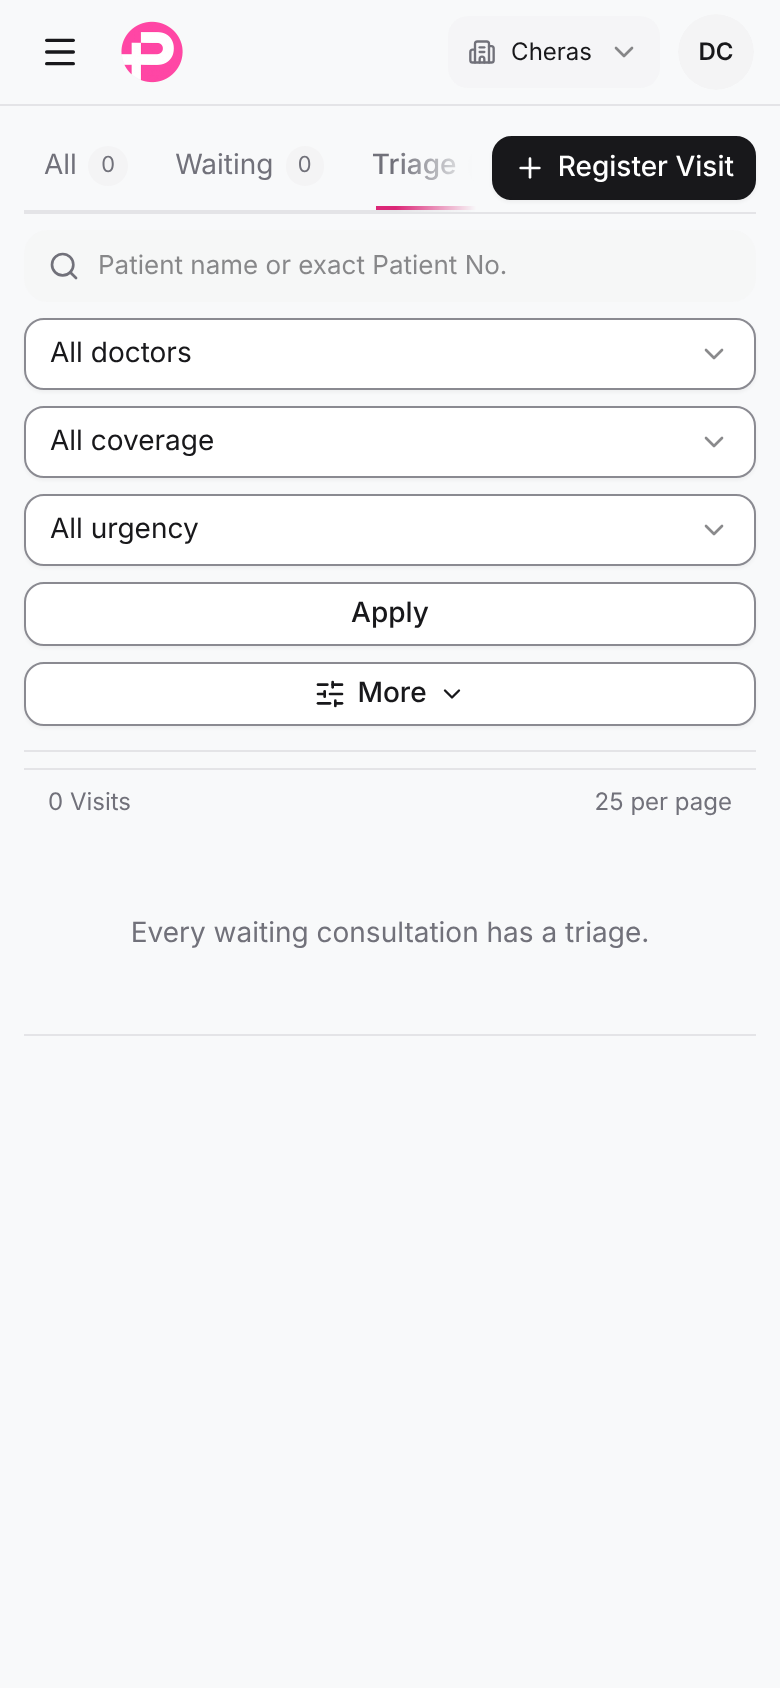 Cheras
DC
All 0 Waiting 0 Triage + Register Visit
Patient name or exact Patient No.
All doctors
All coverage
All urgency
Apply
More
0 Visits 25 per page
Every waiting consultation has a triage.